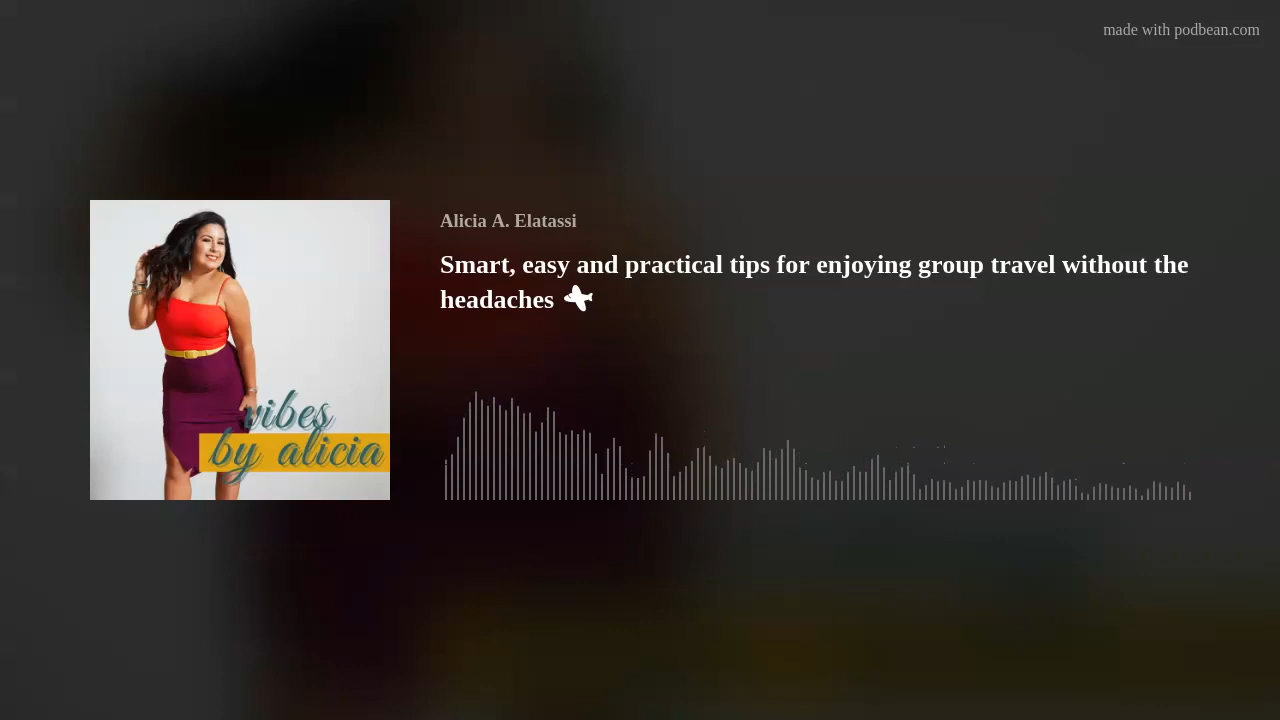 made with podbean.com
Alicia A. Elatassi
Smart, easy and practical tips for enjoying group travel without the
headaches ✈
vibes
by alicia